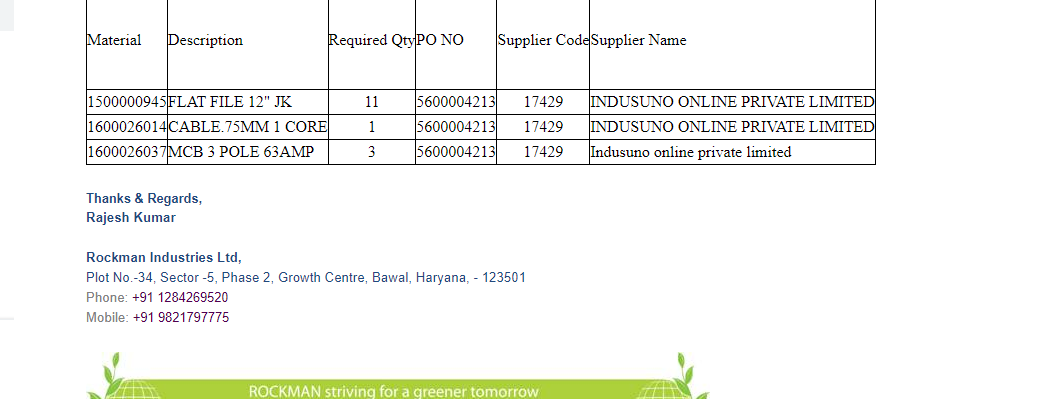 Material Description Required Qty PO NO Supplier Code Supplier Name
1500000945 FLAT FILE 12" JK 11 5600004213 17429 INDUSUNO ONLINE PRIVATE LIMITED
1600026014 CABLE.75MM 1 CORE 1 5600004213 17429 INDUSUNO ONLINE PRIVATE LIMITED
1600026037 MCB 3 POLE 63AMP 3 5600004213 17429 Indusuno online private limited
Thanks & Regards,
Rajesh Kumar
Rockman Industries Ltd,
Plot No.-34, Sector -5, Phase 2, Growth Centre, Bawal, Haryana, - 123501
Phone: +91 1284269520
Mobile: +91 9821797775
ROCKMAN striving for a greener tomorrow